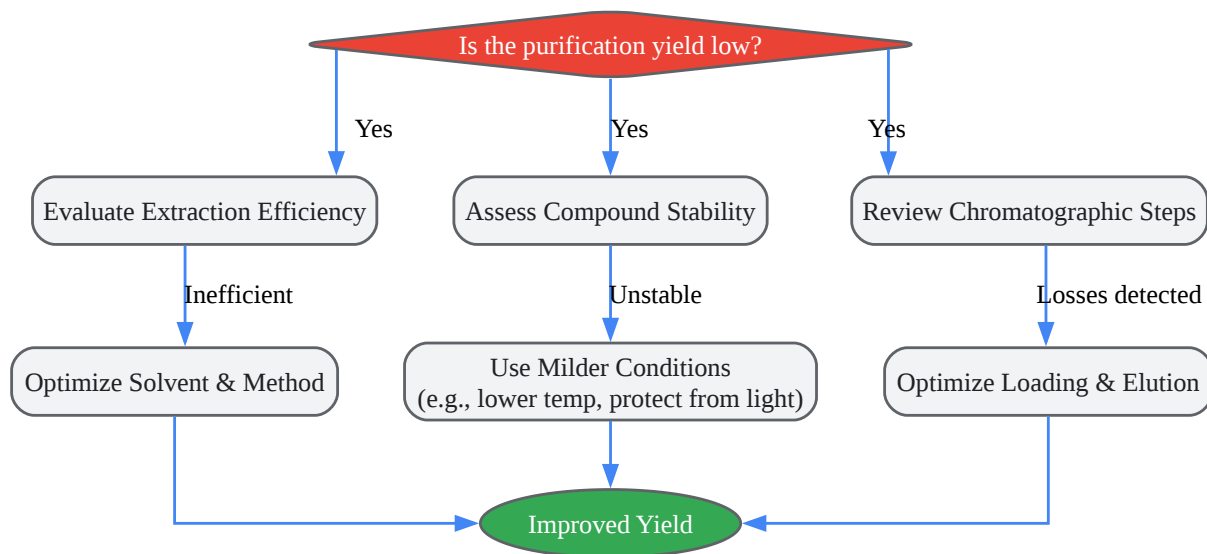 Is the purification yield low?
Yes
Yes
Yes
Evaluate Extraction Efficiency
Assess Compound Stability
Review Chromatographic Steps
Inefficient
Unstable
Losses detected
Optimize Solvent & Method
Use Milder Conditions
(e.g., lower temp, protect from light)
Optimize Loading & Elution
Improved Yield